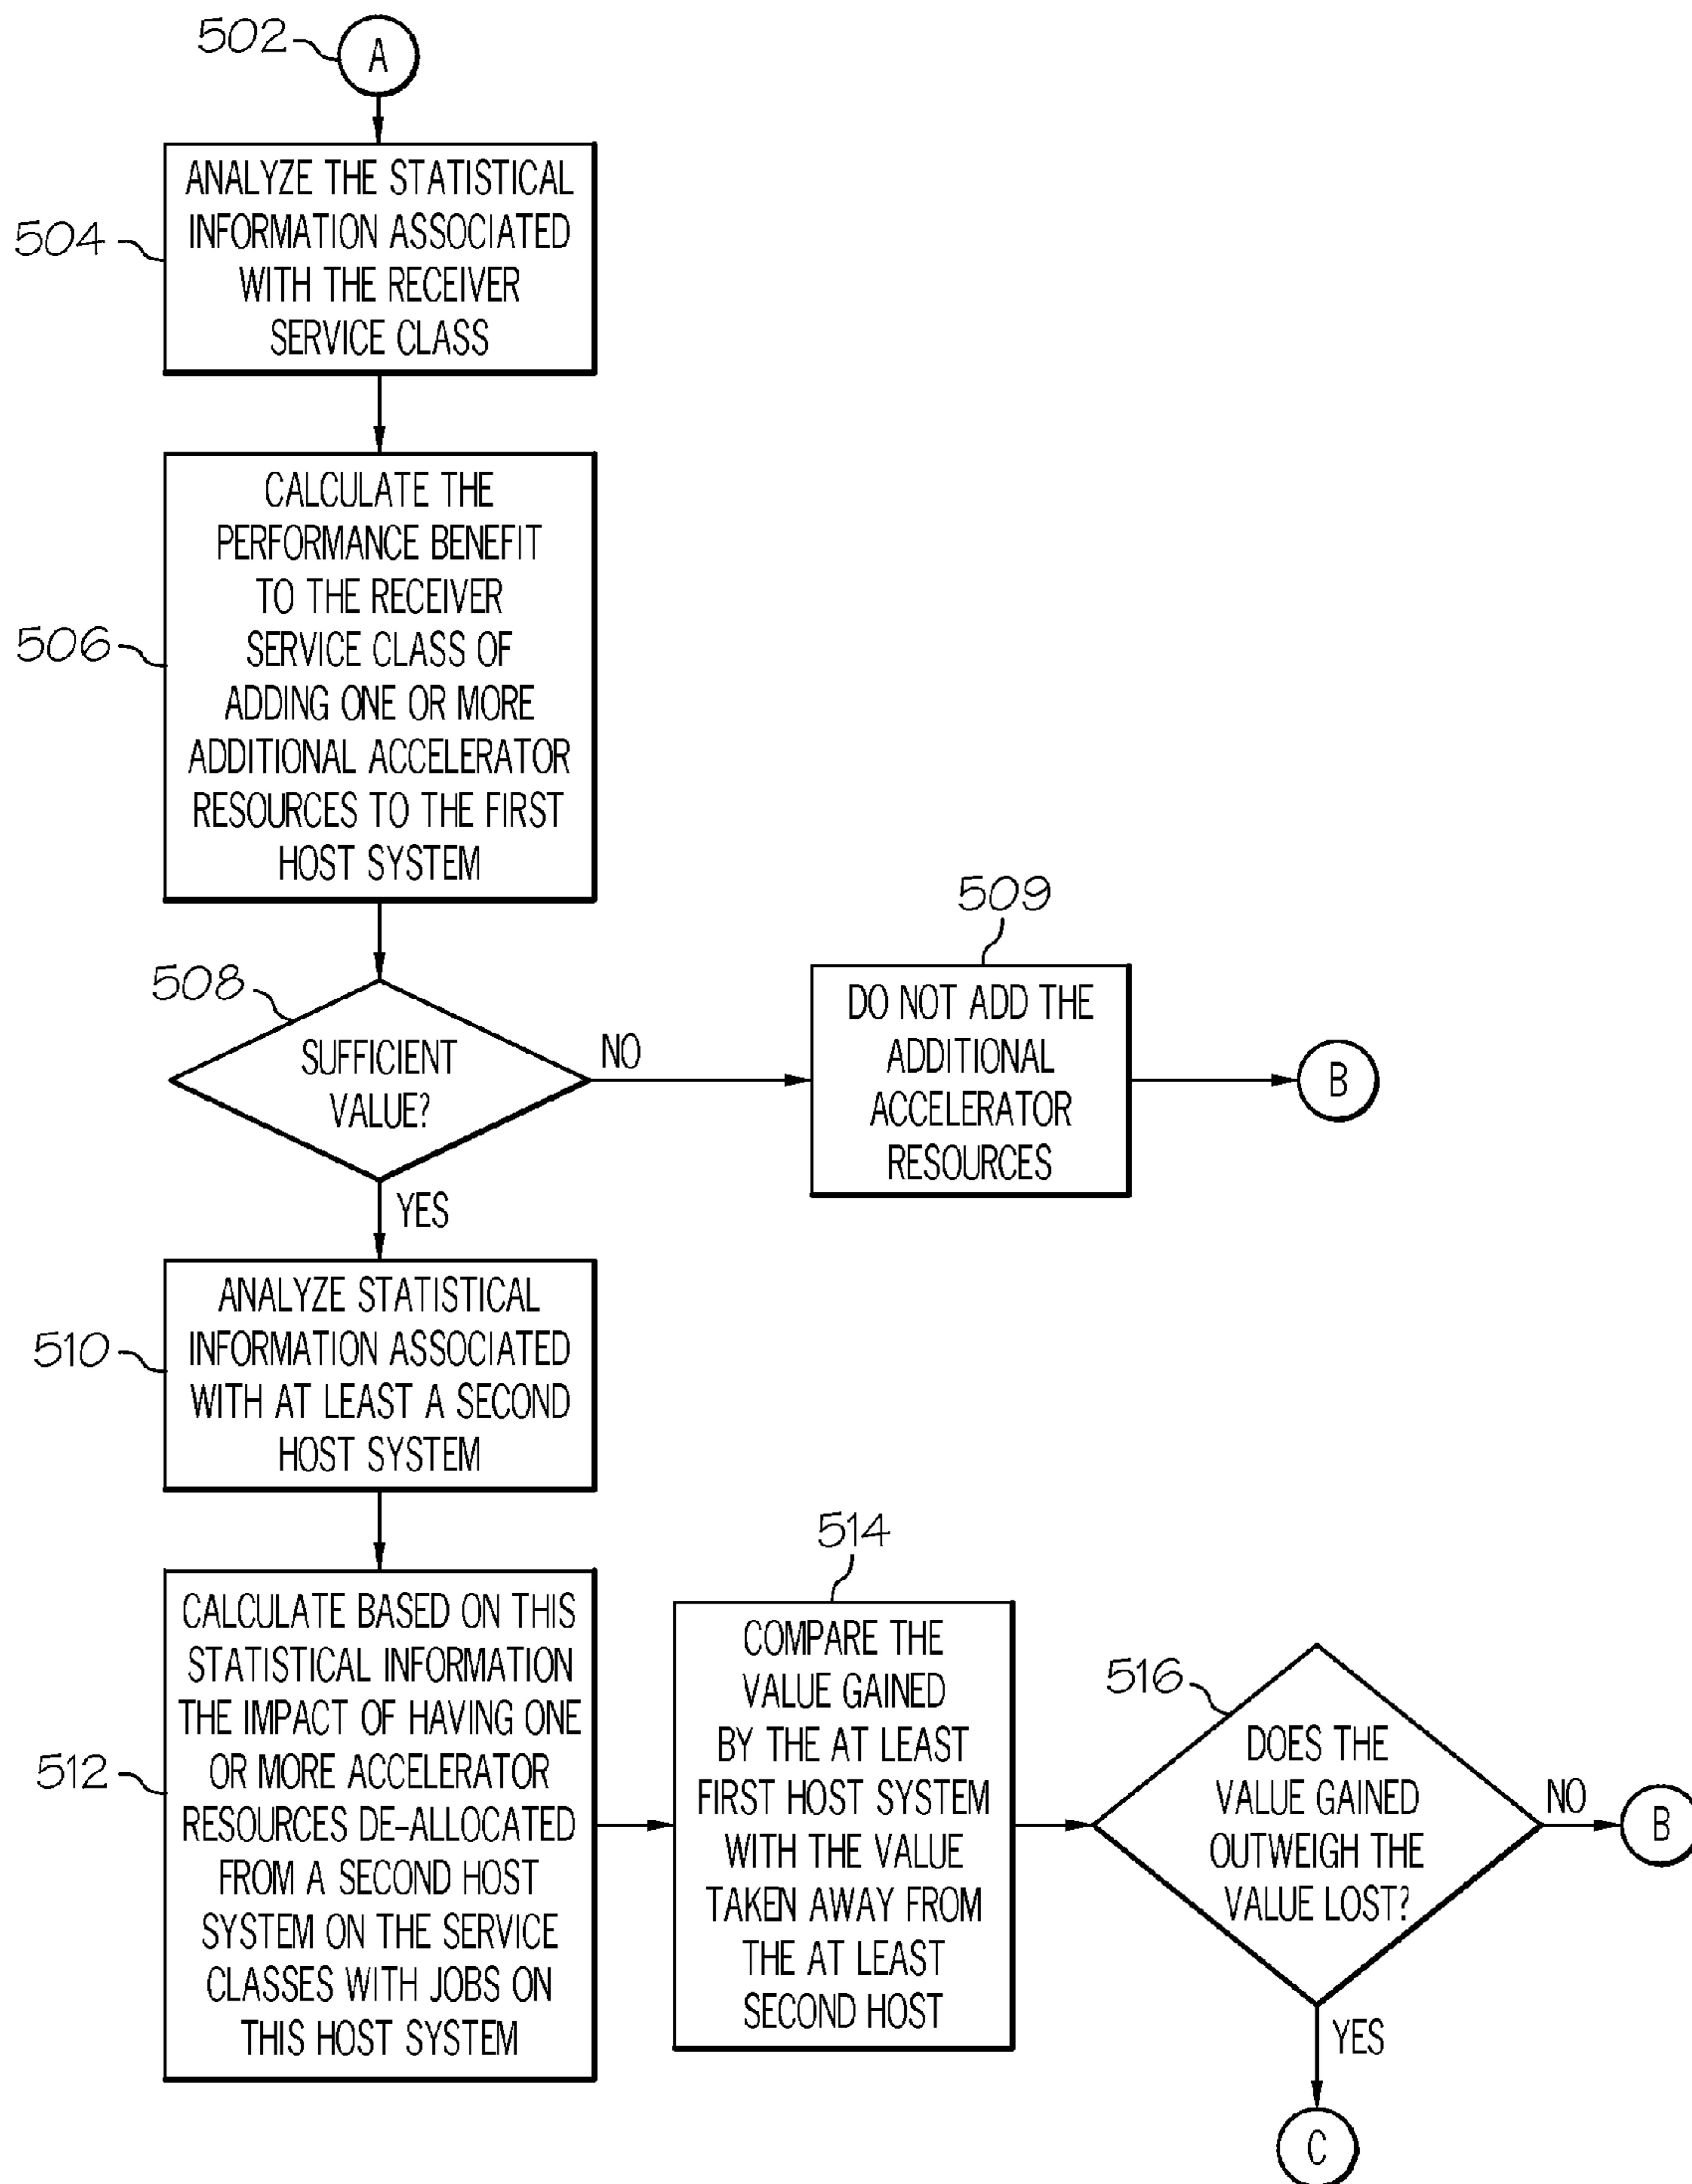 502
A
504
ANALYZE THE STATISTICAL
INFORMATION ASSOCIATED
WITH THE RECEIVER
SERVICE CLASS
506
CALCULATE THE
PERFORMANCE BENEFIT
TO THE RECEIVER
SERVICE CLASS OF
ADDING ONE OR MORE
ADDITIONAL ACCELERATOR
RESOURCES TO THE FIRST
HOST SYSTEM
508
SUFFICIENT
VALUE?
NO
509
DO NOT ADD THE
ADDITIONAL
ACCELERATOR
RESOURCES
B
YES
510
ANALYZE STATISTICAL
INFORMATION ASSOCIATED
WITH AT LEAST A SECOND
HOST SYSTEM
512
CALCULATE BASED ON THIS
STATISTICAL INFORMATION
THE IMPACT OF HAVING ONE
OR MORE ACCELERATOR
RESOURCES DE-ALLOCATED
FROM A SECOND HOST
SYSTEM ON THE SERVICE
CLASSES WITH JOBS ON
THIS HOST SYSTEM
514
COMPARE THE
VALUE GAINED
BY THE AT LEAST
FIRST HOST SYSTEM
WITH THE VALUE
TAKEN AWAY FROM
THE AT LEAST
SECOND HOST
516
DOES THE
VALUE GAINED
OUTWEIGH THE
VALUE LOST?
NO
B
YES
C